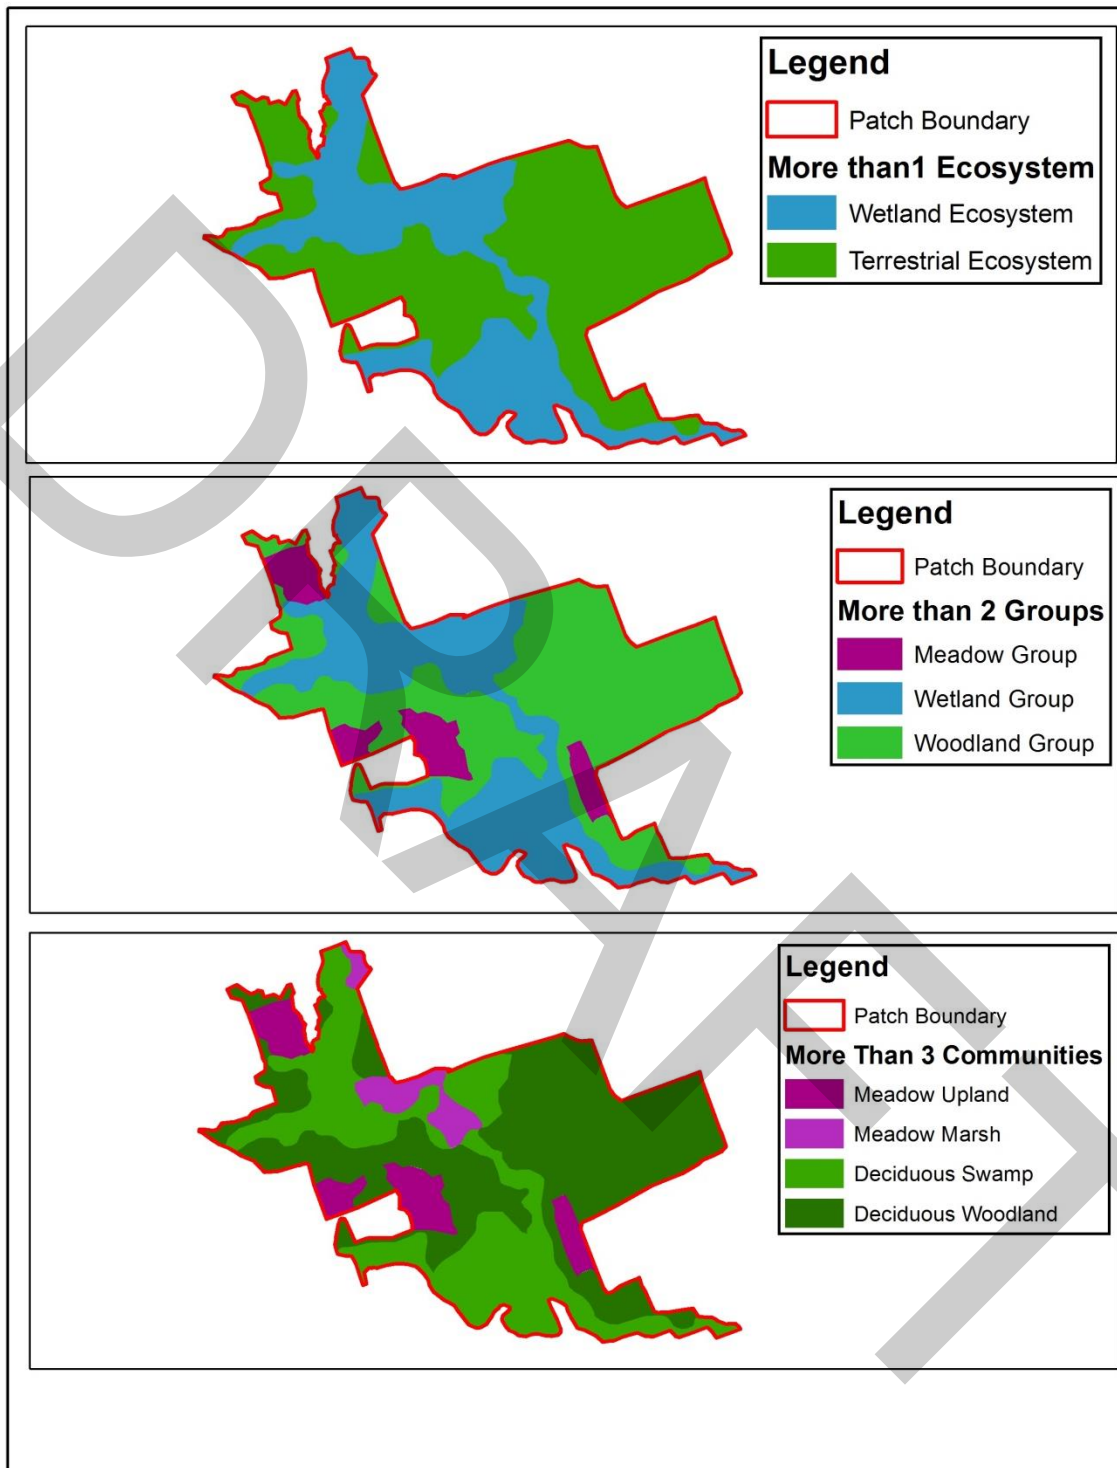 Legend
Patch Boundary
More than1 Ecosystem
Wetland Ecosystem
Terrestrial Ecosystem
Legend
Patch Boundary
More than 2 Groups
Meadow Group
Wetland Group
Woodland Group
Legend
Patch Boundary
More Than 3 Communities
Meadow Upland
Meadow Marsh
Deciduous Swamp
Deciduous Woodland
DRAFT